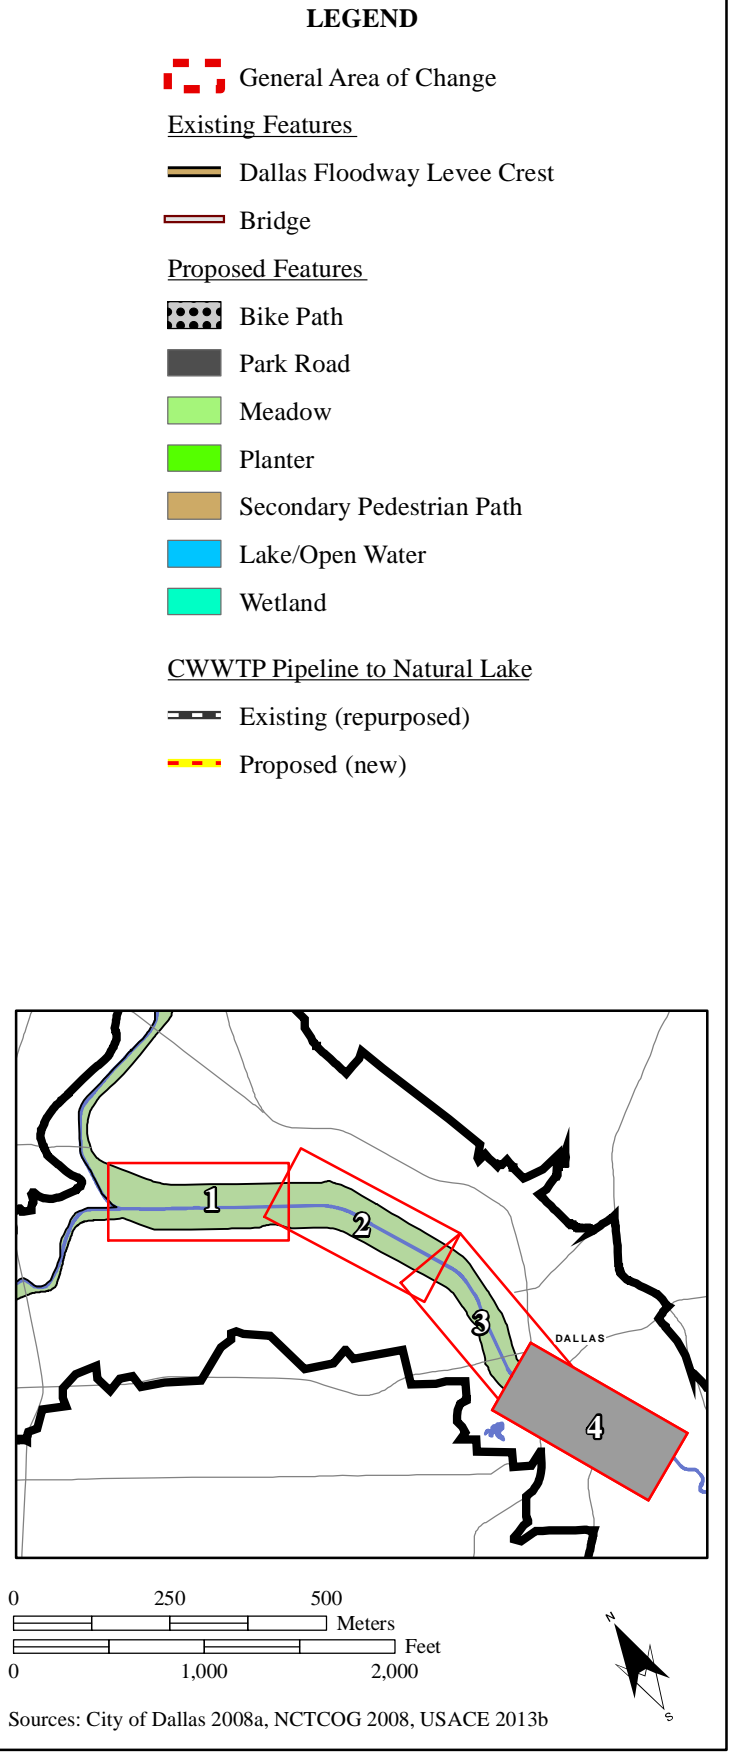 LEGEND
General Area of Change
Existing Features
Dallas Floodway Levee Crest
Bridge
Proposed Features
Bike Path
Park Road
Meadow
Planter
Secondary Pedestrian Path
Lake/Open Water
Wetland
CWWTP Pipeline to Natural Lake
Existing (repurposed)
Proposed (new)
1
2
3
DALLAS
4
0 250 500
Meters
Feet
0 1,000 2,000
N
S
Sources: City of Dallas 2008a, NCTCOG 2008, USACE 2013b